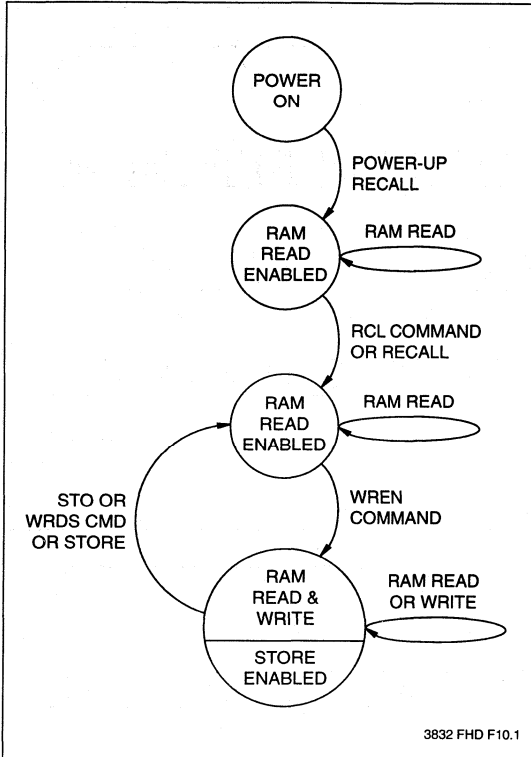 POWER
ON
POWER-UP
RECALL
RAM
READ
ENABLED
RAM READ
RCL COMMAND
OR RECALL
RAM
READ
ENABLED
RAM READ
STO OR
WRDS CMD
OR STORE
WREN
COMMAND
RAM
READ &
WRITE
RAM READ
OR WRITE
STORE
ENABLED
3832 FHD F10.1